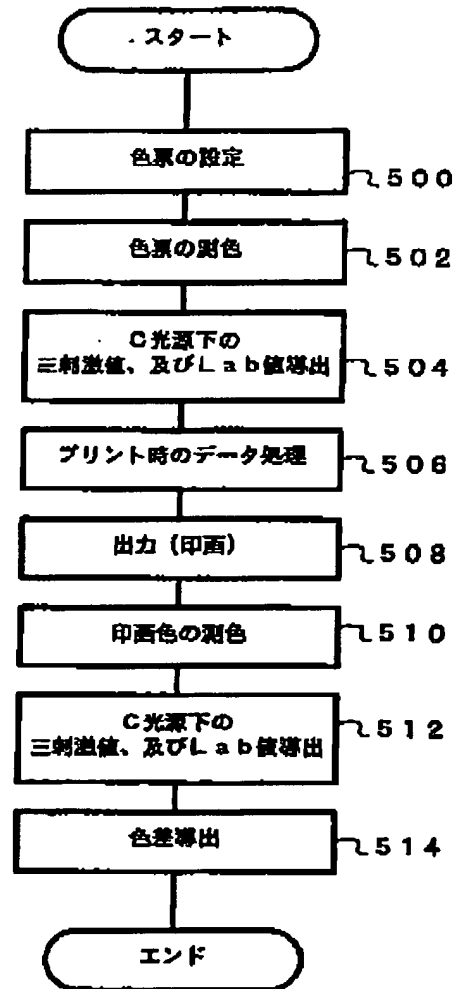 スタート
色票の設定
500
色票の測色
502
C光源下の
三刺激値、及びLab値導出
504
プリント時のデータ処理
506
出力(印画)
508
印画色の測色
510
C光源下の
三刺激値、及びLab値導出
512
色差導出
514
エンド